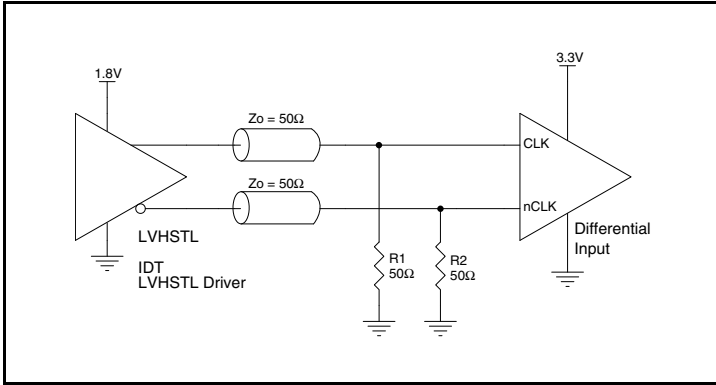 1.8V
3.3V
Zo = 50Ω
CLK
Zo = 50Ω
nCLK
LVHSTL
IDT
LVHSTL Driver
R1
50Ω
R2
50Ω
Differential
Input